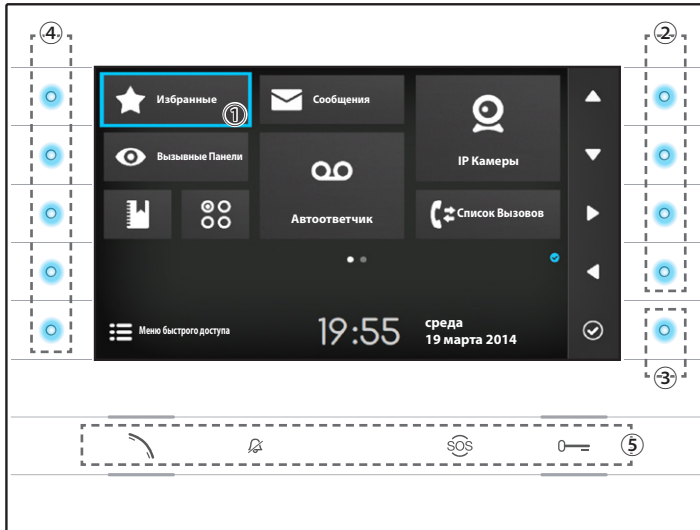 ④
②
Избранные
①
Сообщения
Вызывные Панели
IP Камеры
Автоответчик
Список Вызовов
Меню быстрого доступа
19:55
среда
19 марта 2014
③
SOS
⑤